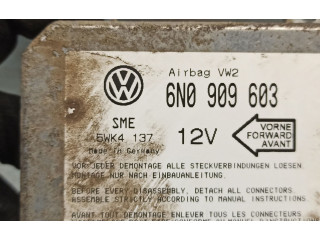 Airbag VW2
6N0 909 603
SME
5WK4 137
Made in Germany
12V
VORNE
FORWARD
AVANT
VOR JEDER DEMONTAGE ALLE STECKVERBINDUNGEN LOESEN.
MONTAGE NUR NACH EINBAUANLEITUNG.
BEFORE EVERY DISASSEMBLY, DETACH ALL CONNECTORS.
ASSEMBLE STRICTLY ACCORDING TO MANUAL INSTRUCTIONS
AVANT TOUT DEMONTAGE ENLEVER TOUS LES CONNECTEURS